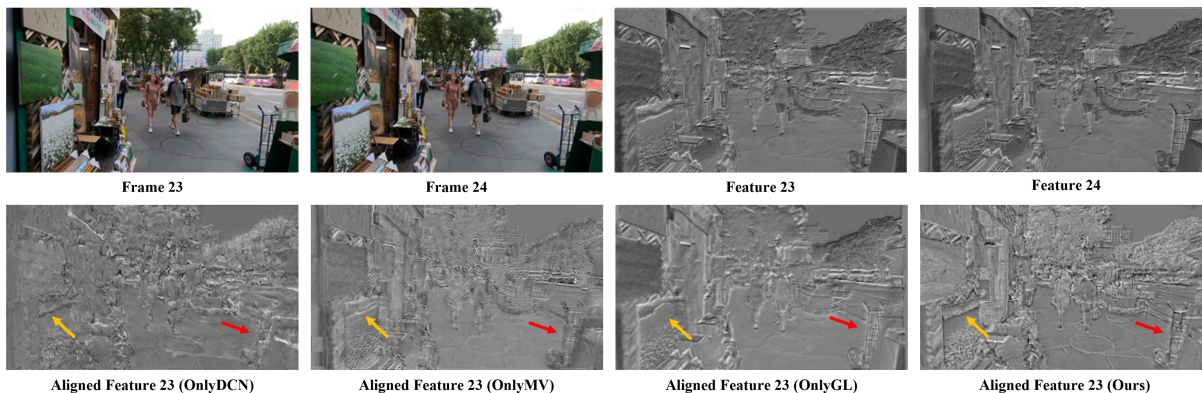 Frame 23
Frame 24
Feature 23
Feature 24
Aligned Feature 23 (OnlyDCN)
Aligned Feature 23 (OnlyMV)
Aligned Feature 23 (OnlyGL)
Aligned Feature 23 (Ours)